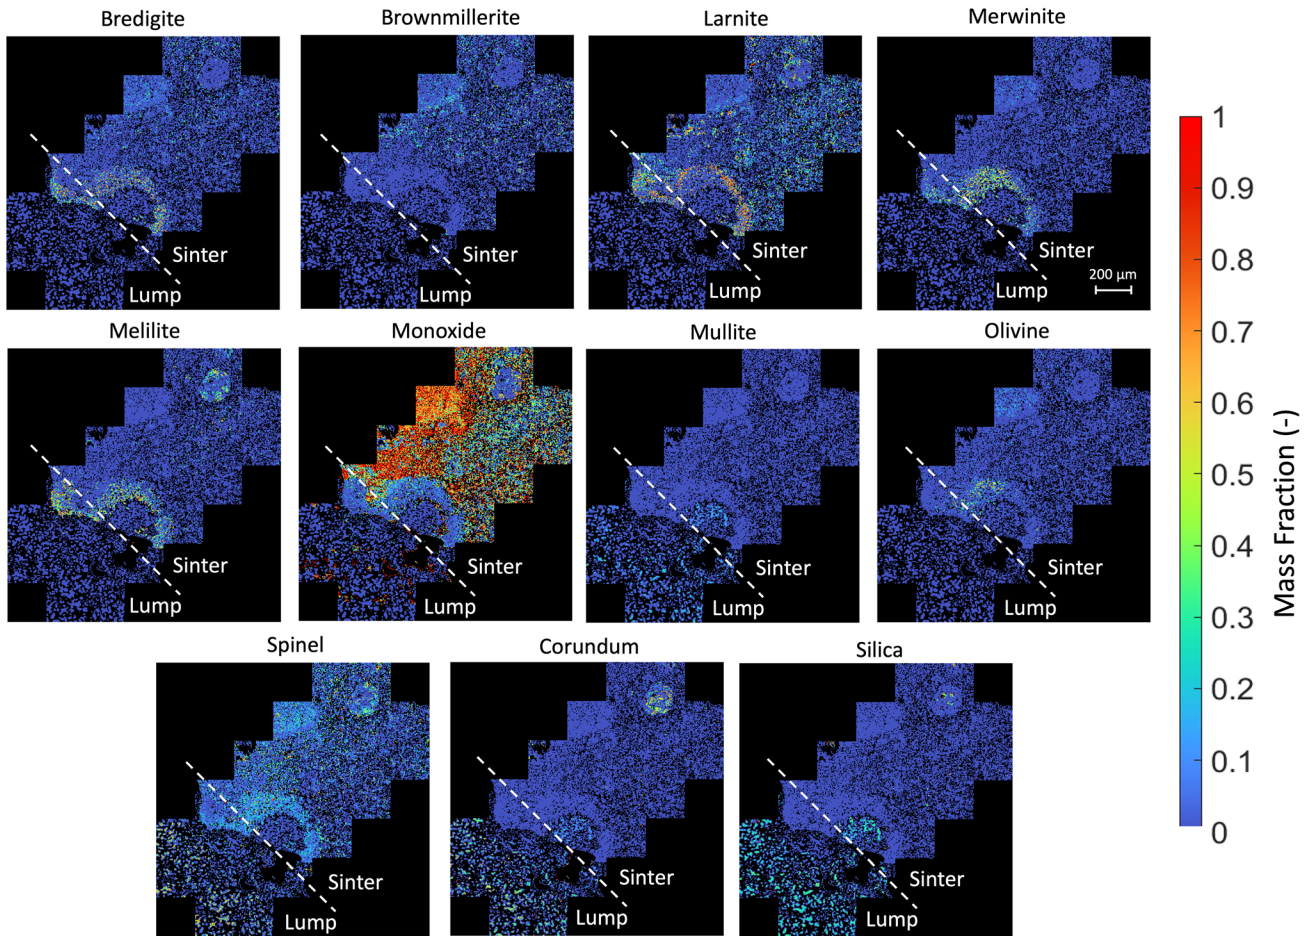 Bredigite
Brownmillerite
Larnite
Merwinite
Sinter
Lump
Sinter
Lump
Sinter
Lump
Sinter
Lump
200 µm
Melilite
Monoxide
Mullite
Olivine
Sinter
Lump
Sinter
Lump
Sinter
Lump
Sinter
Lump
Spinel
Corundum
Silica
Sinter
Lump
Sinter
Lump
Sinter
Lump
1
0.9
0.8
0.7
0.6
0.5
0.4
0.3
0.2
0.1
0
Mass Fraction (-)